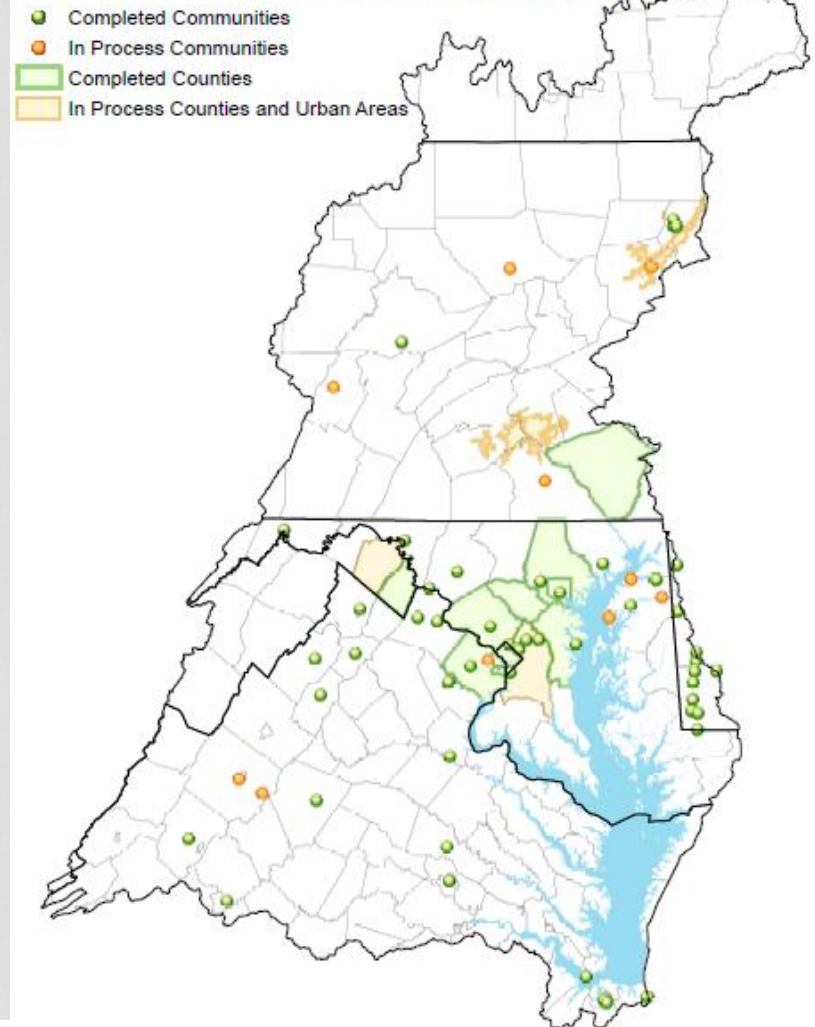 Completed Communities
In Process Communities
Completed Counties
In Process Counties and Urban Areas